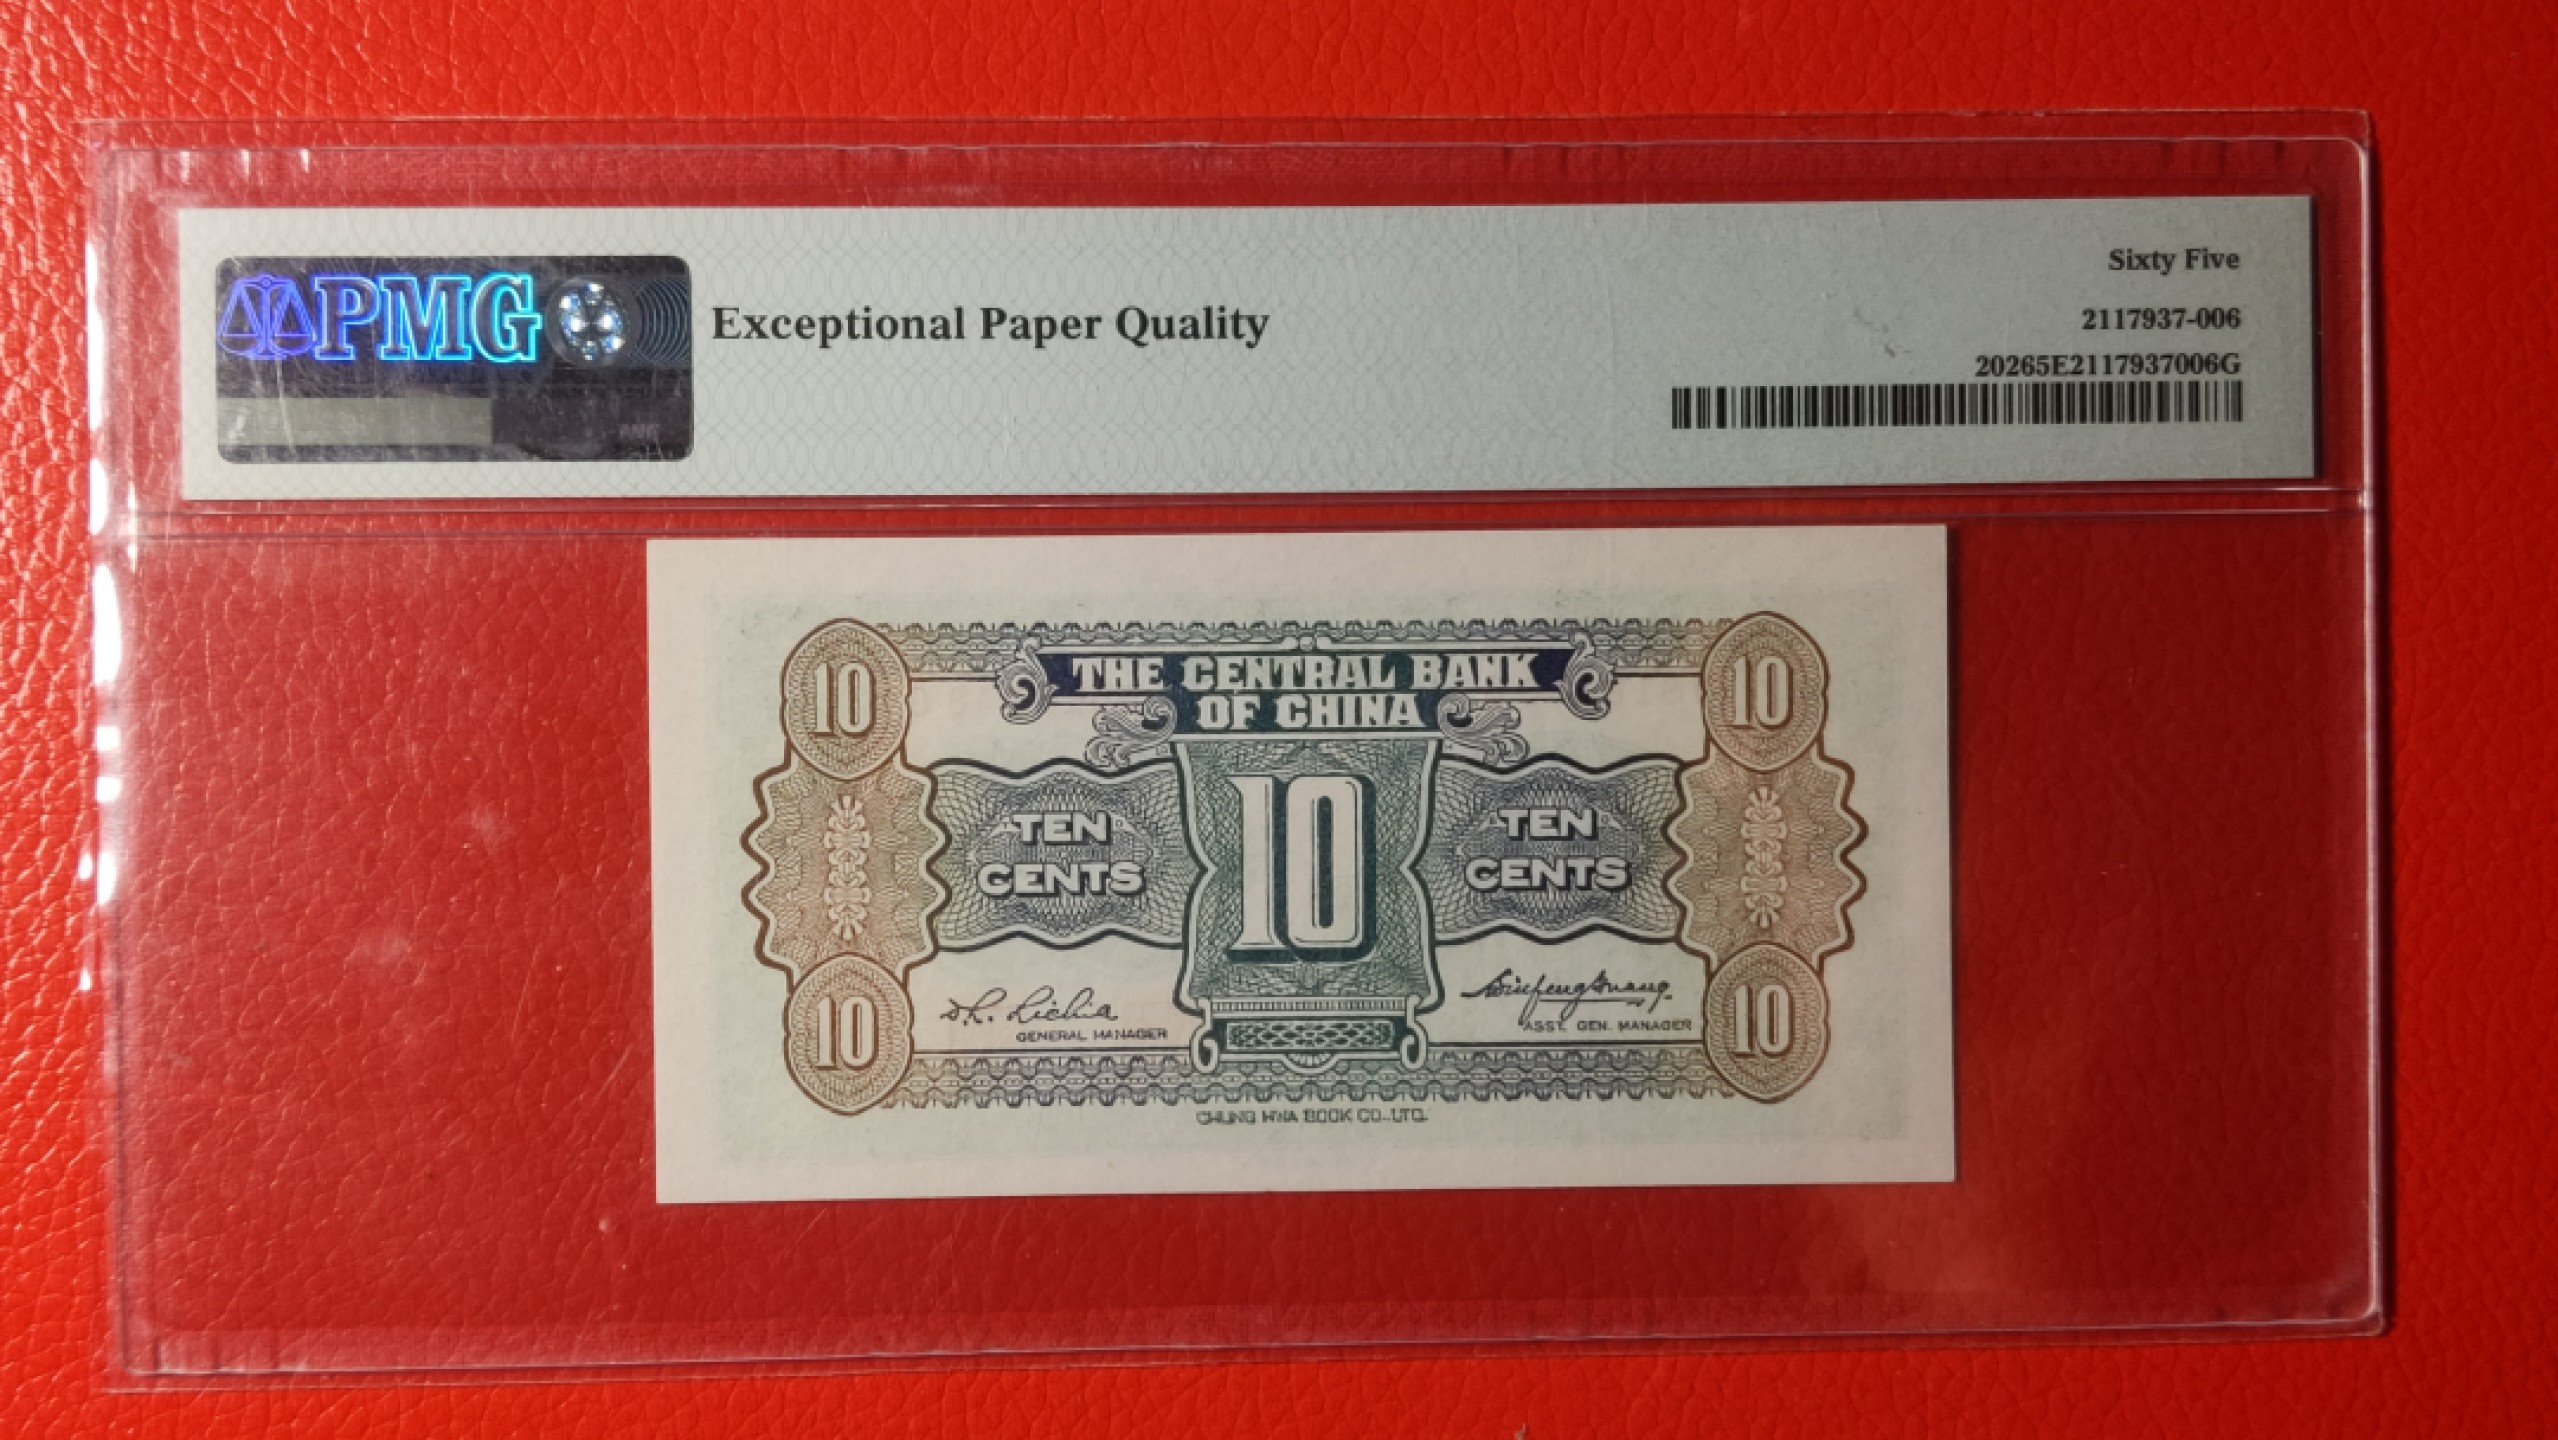 PMG
Exceptional Paper Quality
Sixty Five
2117937-006
20265E2117937006G
10
10
THE CENTRAL BANK
OF CHINA
10
TEN
CENTS
TEN
CENTS
GENERAL MANAGER
ASST. GEN. MANAGER
10
10
CHUNG HWA BOOK CO., LTD.